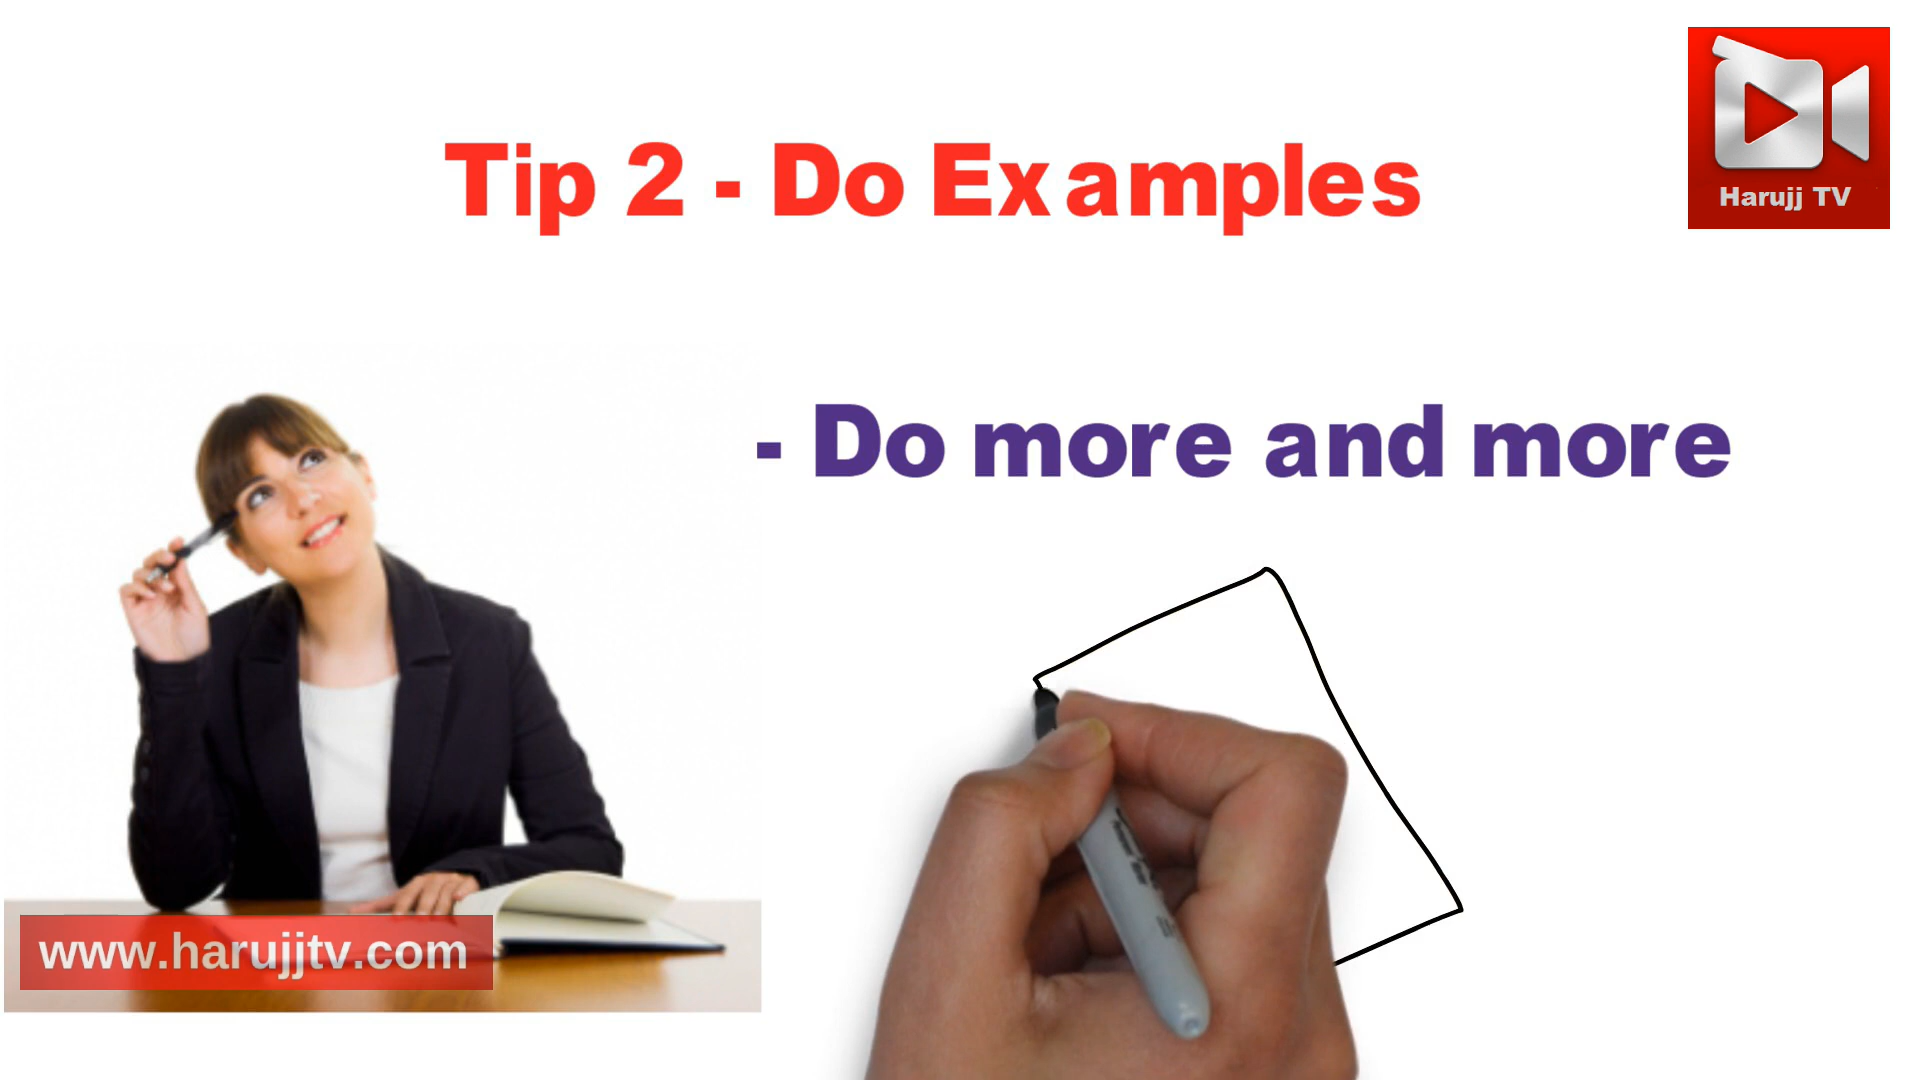 Harujj TV
Tip 2 - Do Examples
- Do more and more
www.harujjtv.com